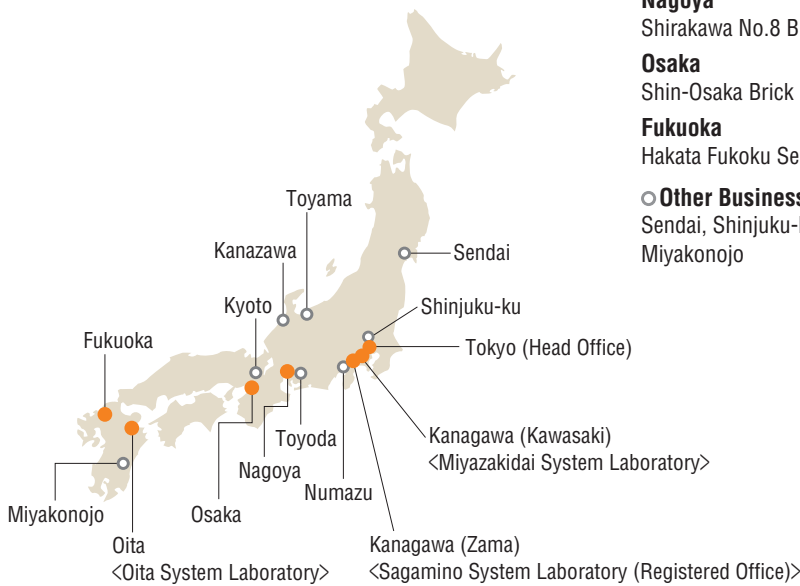 Nagoya
Shirakawa No.8 B
Osaka
Shin-Osaka Brick
Fukuoka
Hakata Fukoku Se
Other Business
Sendai, Shinjuku-
Miyakonojo
Toyama
Kanazawa
Sendai
Kyoto
Shinjuku-ku
Fukuoka
Tokyo (Head Office)
Toyoda
Kanagawa (Kawasaki)
<Miyazakidai System Laboratory>
Nagoya
Numazu
Miyakonojo
Osaka
Oita
<Oita System Laboratory>
Kanagawa (Zama)
<Sagamino System Laboratory (Registered Office)>